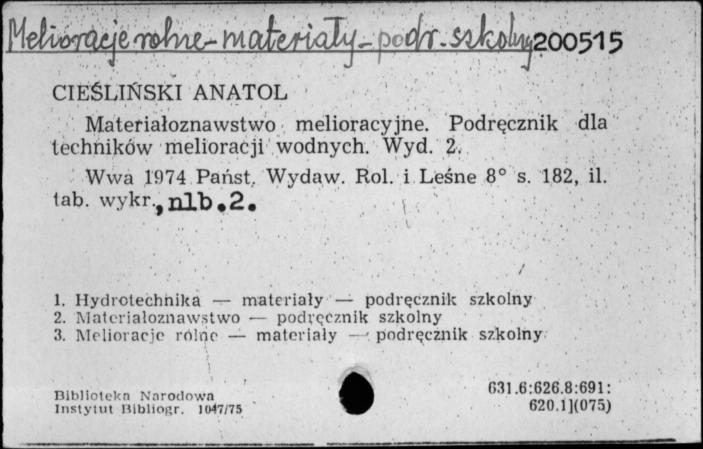 Melioracje rolne - materiały - podr. szkolny 200515
CIEŚLIŃSKI ANATOL
Materiałoznawstwo melioracyjne. Podręcznik dla
techników melioracji wodnych. Wyd. 2.
Wwa 1974 Państ. Wydaw. Rol. i Leśne 8° s. 182, il.
tab. wykr., nlb.2.
1. Hydrotechnika — materiały — podręcznik szkolny
2. Materiałoznawstwo — podręcznik szkolny
3. Melioracje rolne — materiały — podręcznik szkolny
Biblioteka Narodowa
Instytut Bibliogr. 1047/75
631.6:626.8:691:
620.1](075)